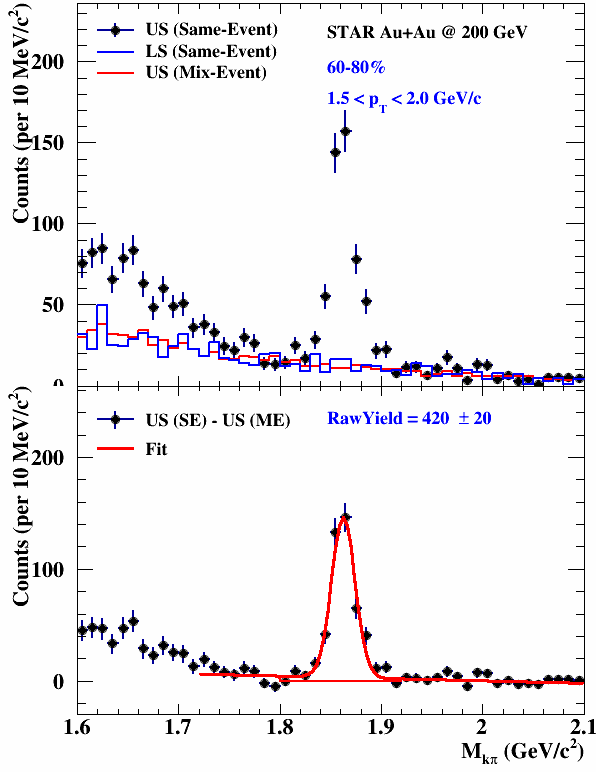 US (Same-Event)
LS (Same-Event)
US (Mix-Event)
STAR Au+Au @ 200 GeV
60-80%
1.5 < pT < 2.0 GeV/c
Counts (per 10 MeV/c²)
200
150
100
50
0
US (SE) - US (ME)
Fit
RawYield = 420 ± 20
Counts (per 10 MeV/c²)
200
100
0
1.6 1.7 1.8 1.9 2 2.1
Mkπ (GeV/c²)